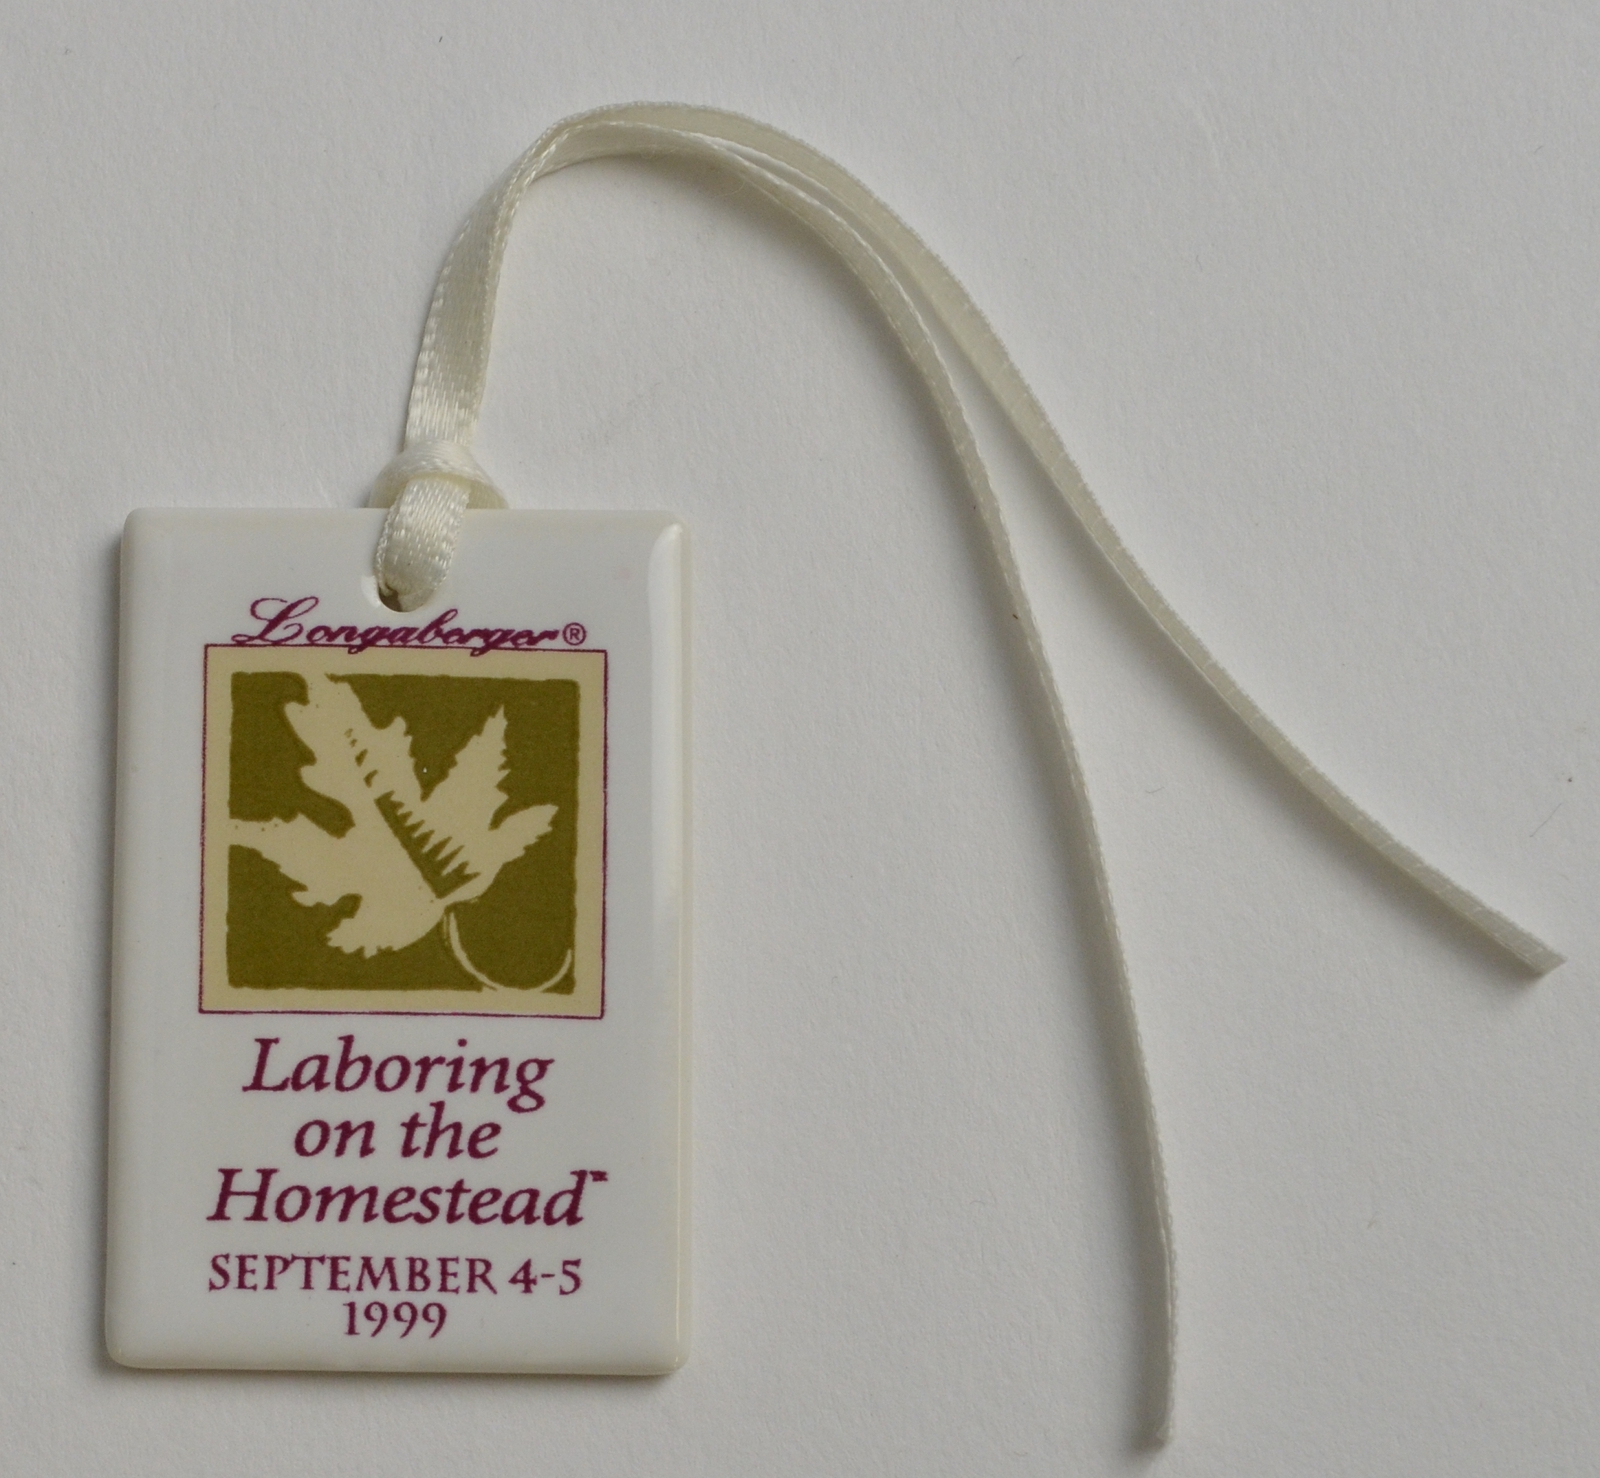 Longaberger®
Laboring
on the
Homestead™
SEPTEMBER 4-5
1999